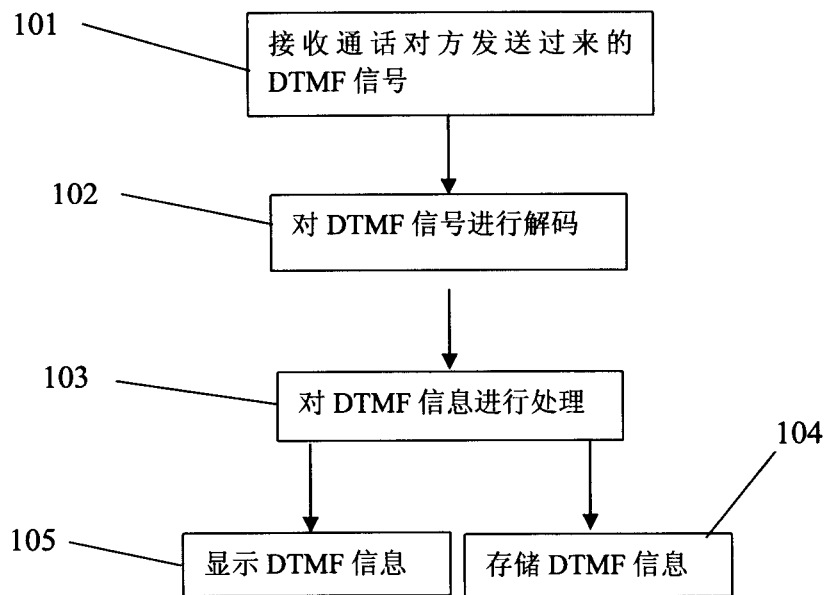 101
接收通话对方发送过来的
DTMF 信号
102
对 DTMF 信号进行解码
103
对 DTMF 信息进行处理
104
105
显示 DTMF 信息
存储 DTMF 信息